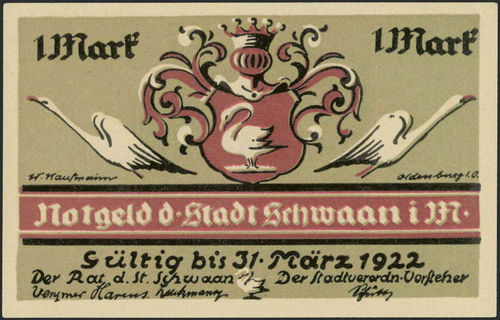 1 Mark 1 Mark
W. Kaufmann Oldenburg i. O.
Notgeld d. Stadt Schwaan i M.
Gültig bis 31. März 1922
Der Rat d. St. Schwaan Der Stadtverordn. Vorsteher